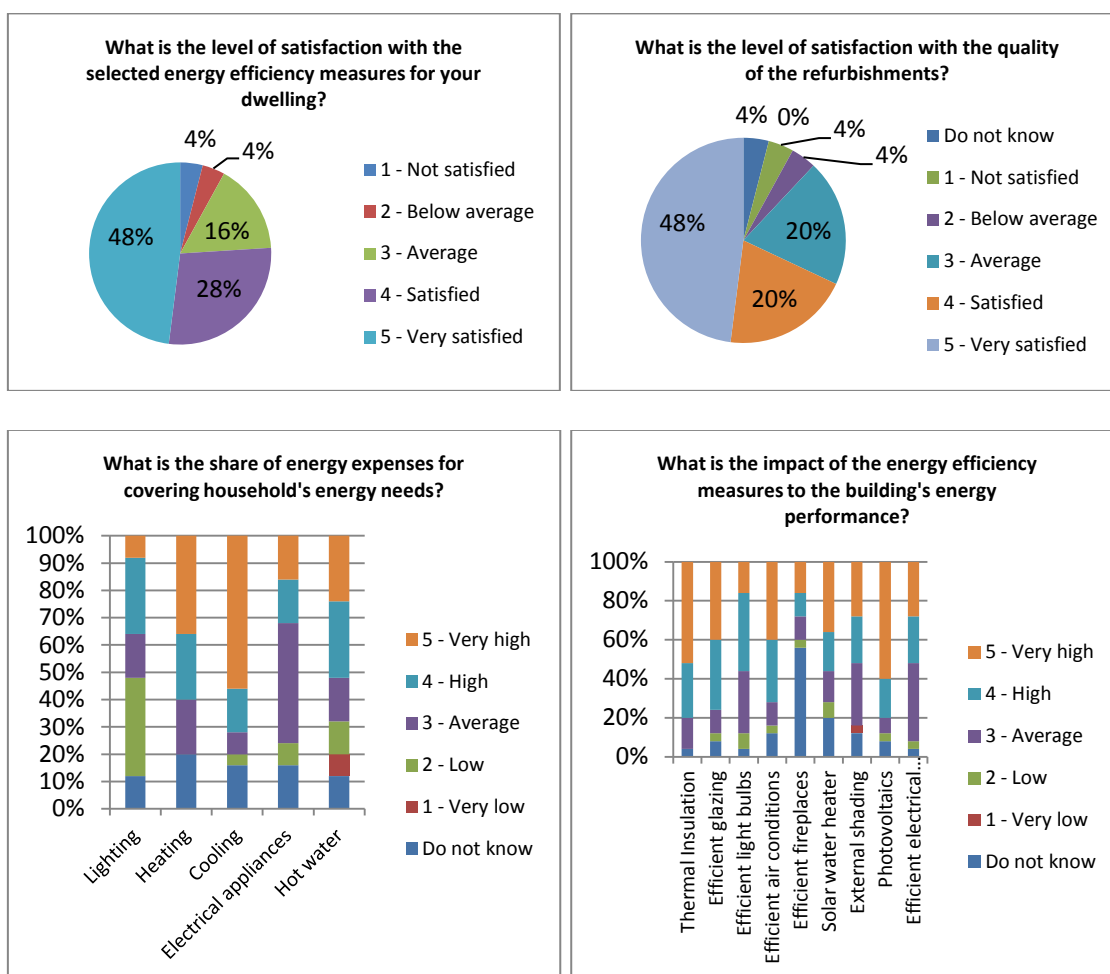 What is the level of satisfaction with the
selected energy efficiency measures for your
dwelling?
4%
4%
16%
28%
48%
1 - Not satisfied
2 - Below average
3 - Average
4 - Satisfied
5 - Very satisfied
What is the level of satisfaction with the quality
of the refurbishments?
4%
0%
4%
4%
20%
20%
48%
Do not know
1 - Not satisfied
2 - Below average
3 - Average
4 - Satisfied
5 - Very satisfied
What is the share of energy expenses for
covering household's energy needs?
100%
90%
80%
70%
60%
50%
40%
30%
20%
10%
0%
Lighting
Heating
Cooling
Electrical appliances
Hot water
5 - Very high
4 - High
3 - Average
2 - Low
1 - Very low
Do not know
What is the impact of the energy efficiency
measures to the building's energy
performance?
100%
80%
60%
40%
20%
0%
Thermal Insulation
Efficient glazing
Efficient light bulbs
Efficient air conditions
Efficient fireplaces
Solar water heater
External shading
Photovoltaics
Efficient electrical…
5 - Very high
4 - High
3 - Average
2 - Low
1 - Very low
Do not know